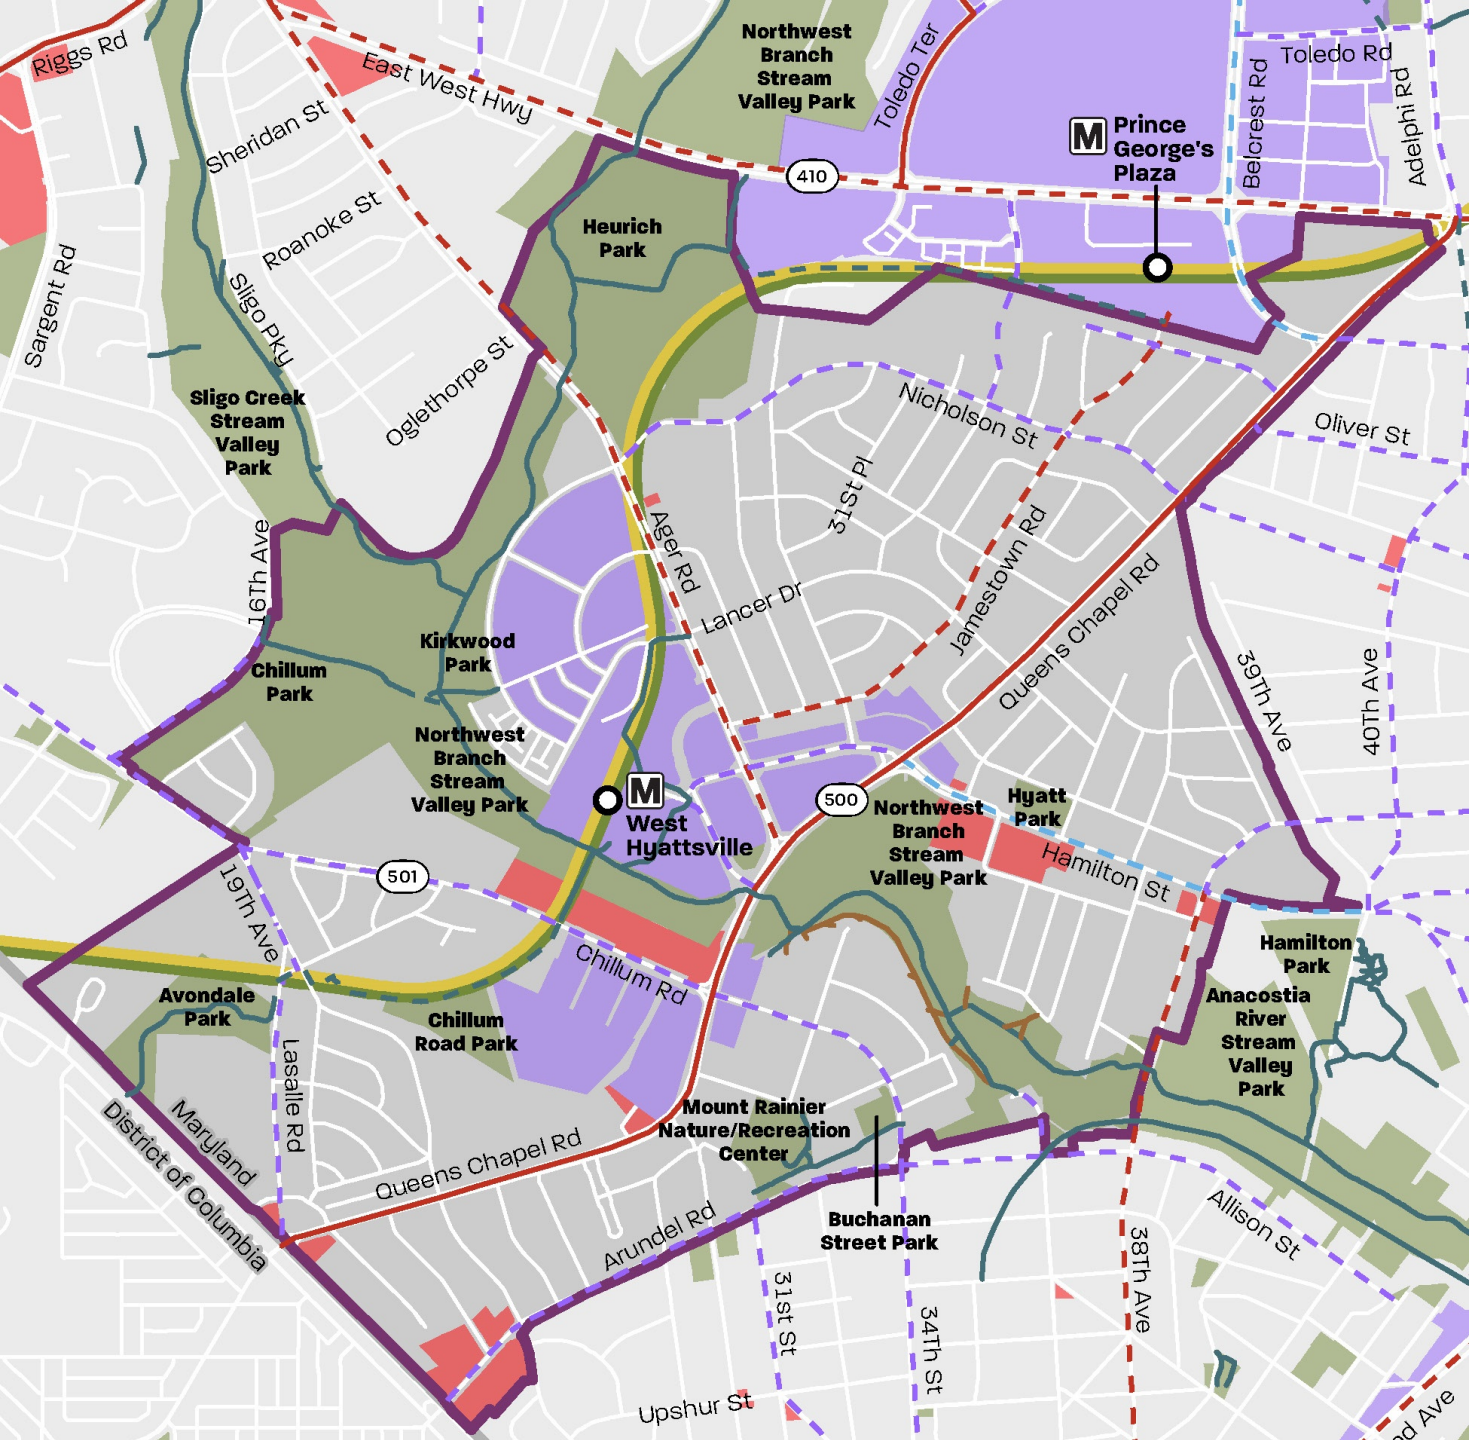 Riggs Rd
East West Hwy
Northwest
Branch
Stream
Valley Park
Toledo Ter
Toledo Rd
Belcrest Rd
Adelphi Rd
M
Prince
George's
Plaza
410
Sheridan St
Roanoke St
Heurich
Park
Sargent Rd
Sligo Pky
Oglethorpe St
Sligo Creek
Stream
Valley
Park
Nicholson St
Oliver St
31St Pl
16Th Ave
Ager Rd
Lancer Dr
Jamestown Rd
Queens Chapel Rd
Kirkwood
Park
Chillum
Park
39Th Ave
40Th Ave
Northwest
Branch
Stream
Valley Park
M
West
Hyattsville
500
Northwest
Branch
Stream
Valley Park
Hyatt
Park
Hamilton St
501
19Th Ave
Chillum Rd
Hamilton
Park
Avondale
Park
Chillum
Road Park
Anacostia
River
Stream
Valley
Park
Lasalle Rd
Maryland
District of Columbia
Mount Rainier
Nature/Recreation
Center
Queens Chapel Rd
Arundel Rd
Buchanan
Street Park
Allison St
38Th Ave
31st St
34Th St
Upshur St
nd Ave